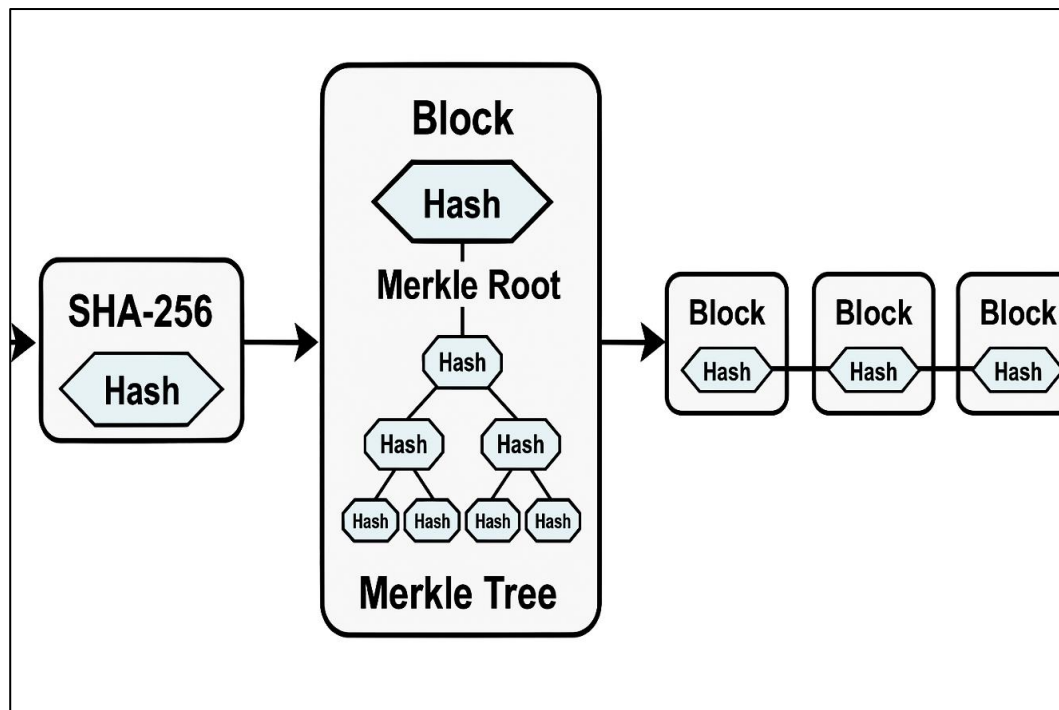 SHA-256
Hash
Block
Hash
Merkle Root
Hash
Hash Hash
Hash Hash Hash Hash
Merkle Tree
Block Block Block
Hash Hash Hash